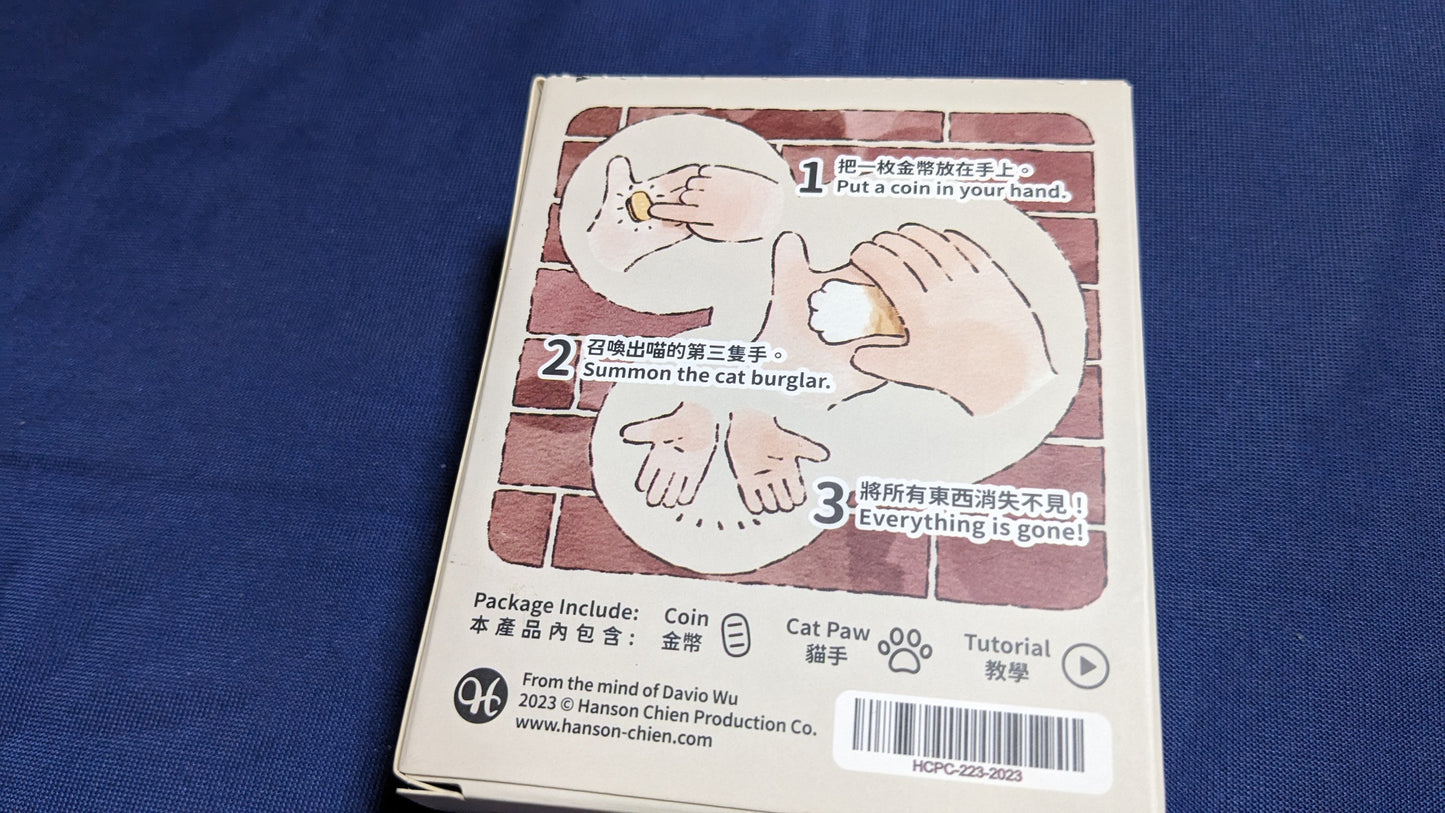 1
把一枚金幣放在手上。
Put a coin in your hand.
2
召喚出喵的第三隻手。
Summon the cat burglar.
3
將所有東西消失不見！
Everything is gone!
Package Include:
本產品內包含：
Coin
金幣
Cat Paw
貓手
Tutorial
教學
H
From the mind of Davio Wu
2023 © Hanson Chien Production Co.
www.hanson-chien.com
HCPC-223-2023